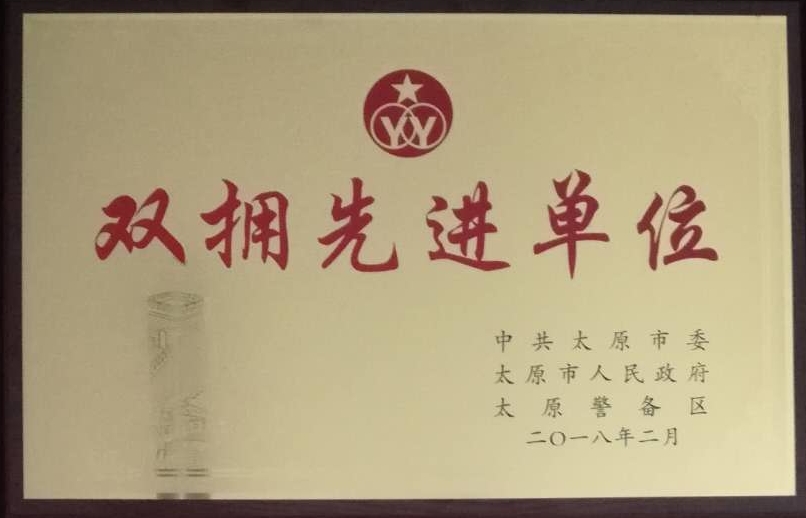 YY
双拥先进单位
中共太原市委
太原市人民政府
太原警备区
二〇一八年二月